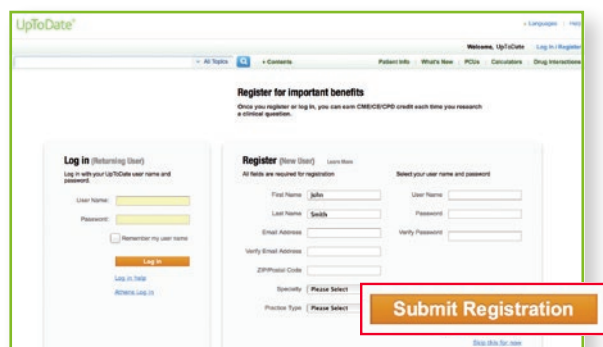 UpToDate®
Languages | Help
Welcome, UpToDate Log In / Register
All Topics Contents Patient Info What's New PCUs Calculators Drug Interactions
Register for important benefits
Once you register or log in, you can earn CME/CE/CPD credit each time you research
a clinical question.
Log in (Returning User)
Log in with your UpToDate user name and
password.
User Name:
Password:
Remember my user name
Log in
Log in help
Athens Log in
Register (New User) Learn More
All fields are required for registration
First Name John
Last Name Smith
Email Address
Verify Email Address
ZIP/Postal Code
Specialty Please Select
Practice Type Please Select
Select your user name and password
User Name
Password
Verify Password
Submit Registration
Skip this for now